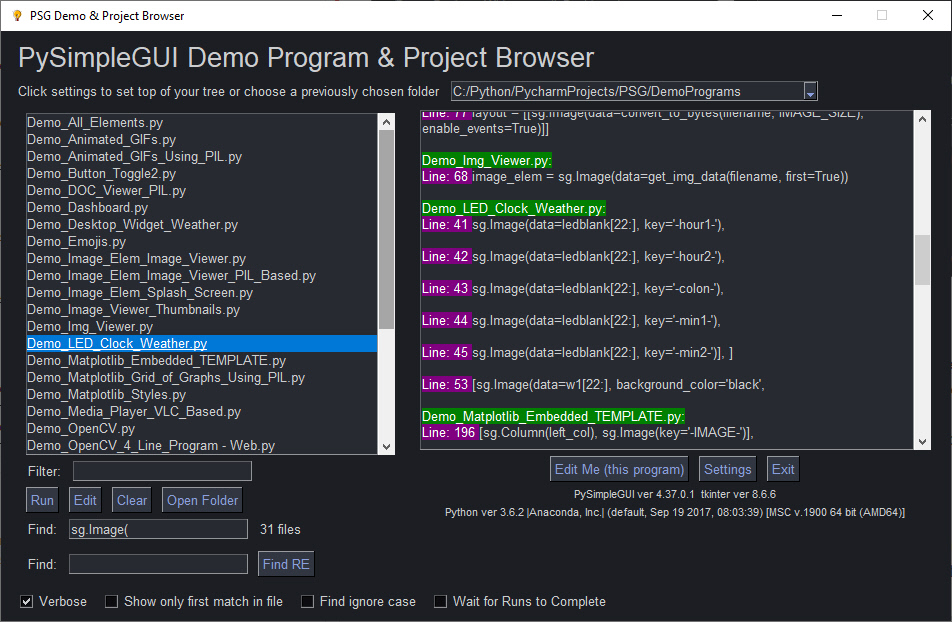 PSG Demo & Project Browser
PySimpleGUI Demo Program & Project Browser
Click settings to set top of your tree or choose a previously chosen folder
C:/Python/PycharmProjects/PSG/DemoPrograms
Demo_All_Elements.py
Demo_Animated_GIFs.py
Demo_Animated_GIFs_Using_PIL.py
Demo_Button_Toggle2.py
Demo_DOC_Viewer_PIL.py
Demo_Dashboard.py
Demo_Desktop_Widget_Weather.py
Demo_Emojis.py
Demo_Image_Elem_Image_Viewer.py
Demo_Image_Elem_Image_Viewer_PIL_Based.py
Demo_Image_Elem_Splash_Screen.py
Demo_Image_Viewer_Thumbnails.py
Demo_Img_Viewer.py
Demo_LED_Clock_Weather.py
Demo_Matplotlib_Embedded_TEMPLATE.py
Demo_Matplotlib_Grid_of_Graphs_Using_PIL.py
Demo_Matplotlib_Styles.py
Demo_Media_Player_VLC_Based.py
Demo_OpenCV.py
Demo_OpenCV_4_Line_Program - Web.py
Line: 77 layout = [[sg.Image(data=convert_to_bytes(filename, IMAGE_SIZE),
enable_events=True)]]
Demo_Img_Viewer.py:
Line: 68 image_elem = sg.Image(data=get_img_data(filename, first=True))
Demo_LED_Clock_Weather.py:
Line: 41 sg.Image(data=ledblank[22:], key='-hour1-'),
Line: 42 sg.Image(data=ledblank[22:], key='-hour2-'),
Line: 43 sg.Image(data=ledblank[22:], key='-colon-'),
Line: 44 sg.Image(data=ledblank[22:], key='-min1-'),
Line: 45 sg.Image(data=ledblank[22:], key='-min2-')], ]
Line: 53 [sg.Image(data=w1[22:], background_color='black',
Demo_Matplotlib_Embedded_TEMPLATE.py:
Line: 196 [sg.Column(left_col), sg.Image(key='-IMAGE-')],
Filter:
Run Edit Clear Open Folder
Find: sg.Image( 31 files
Find: Find RE
Edit Me (this program) Settings Exit
PySimpleGUI ver 4.37.0.1 tkinter ver 8.6.6
Python ver 3.6.2 |Anaconda, Inc.| (default, Sep 19 2017, 08:03:39) [MSC v.1900 64 bit (AMD64)]
Verbose Show only first match in file Find ignore case Wait for Runs to Complete